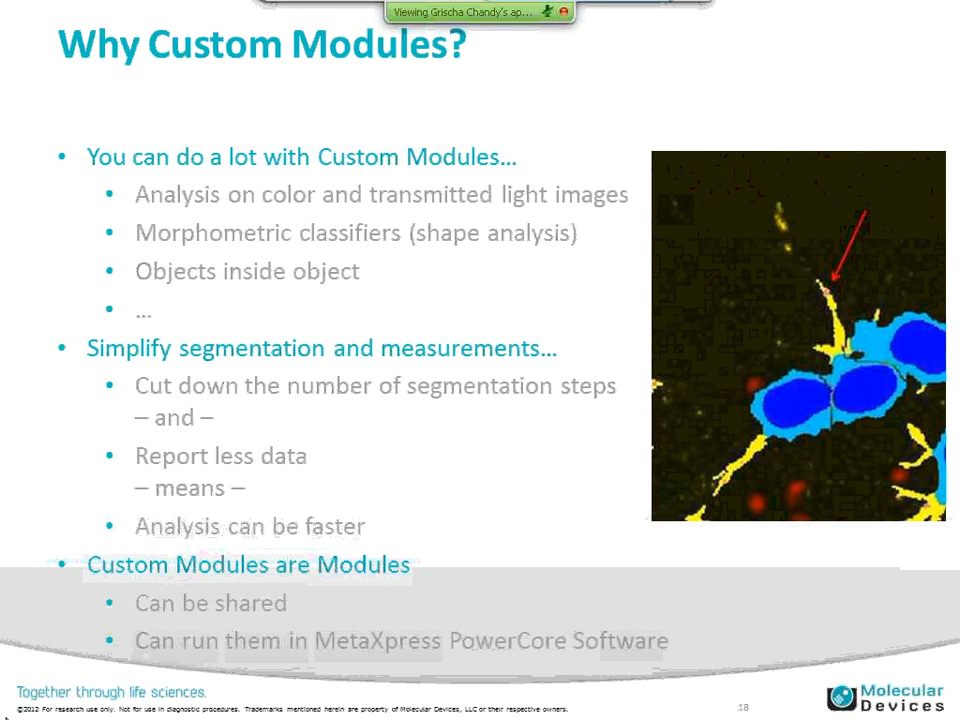 Viewing Grischa Chandy's ap...
Why Custom Modules?
• You can do a lot with Custom Modules…
• Analysis on color and transmitted light images
• Morphometric classifiers (shape analysis)
• Objects inside object
• …
• Simplify segmentation and measurements…
• Cut down the number of segmentation steps
– and –
• Report less data
– means –
• Analysis can be faster
• Custom Modules are Modules
• Can be shared
• Can run them in MetaXpress PowerCore Software
Together through life sciences.
©2012 For research use only. Not for use in diagnostic procedures. Trademarks mentioned herein are property of Molecular Devices, LLC or their respective owners.
18
Molecular
Devices